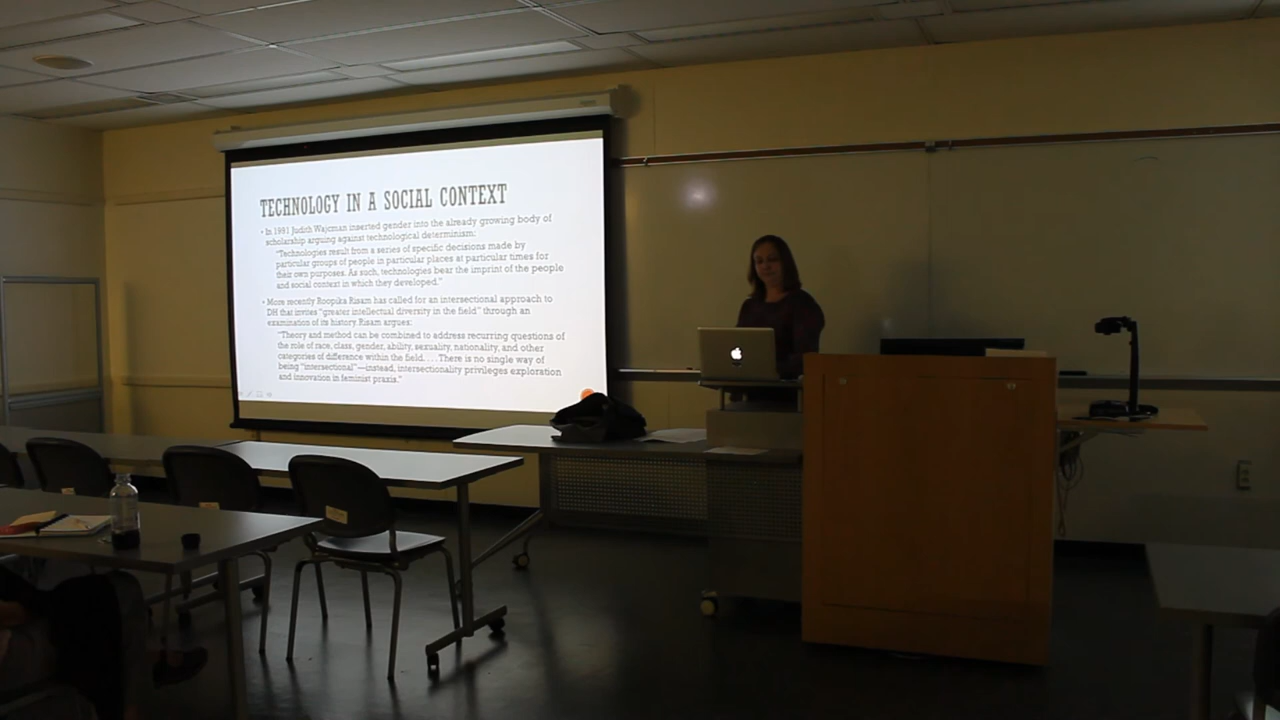 TECHNOLOGY IN A SOCIAL CONTEXT
• In 1991 Judith Wajcman inserted gender into the already growing body of
scholarship arguing against technological determinism:
"Technologies result from a series of specific decisions made by
particular groups of people in particular places at particular times for
their own purposes. As such, technologies bear the imprint of the people
and social context in which they developed."
• More recently Roopika Risam has called for an intersectional approach to
DH that invites "greater intellectual diversity in the field" through an
examination of its history. Risam argues:
"Theory and method can be combined to address recurring questions of
the role of race, class, gender, ability, sexuality, nationality, and other
categories of difference within the field. . . . There is no single way of
being "intersectional"—instead, intersectionality privileges exploration
and innovation in feminist praxis."